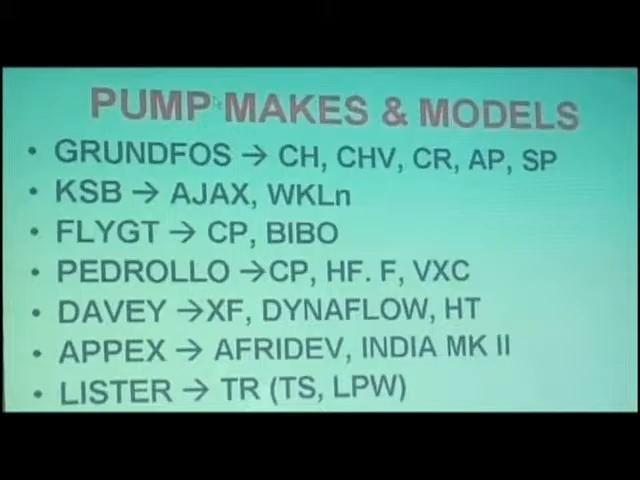 PUMP MAKES & MODELS
• GRUNDFOS → CH, CHV, CR, AP, SP
• KSB → AJAX, WKLn
• FLYGT → CP, BIBO
• PEDROLLO →CP, HF. F, VXC
• DAVEY →XF, DYNAFLOW, HT
• APPEX → AFRIDEV, INDIA MK II
• LISTER → TR (TS, LPW)